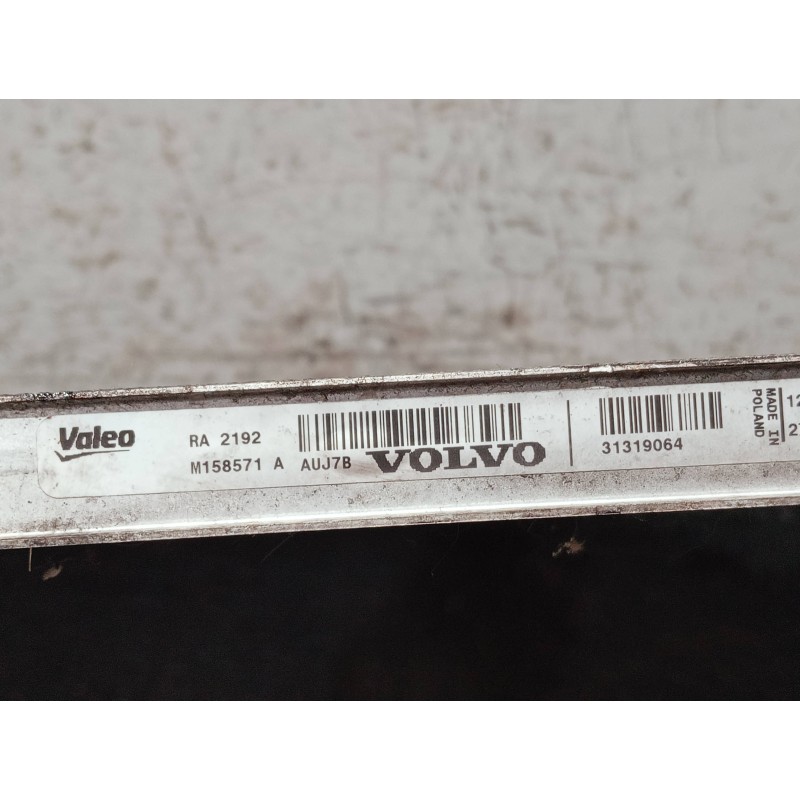 Valeo
RA 2192
M158571 A AUJ7B
VOLVO
31319064
MADE IN
POLAND